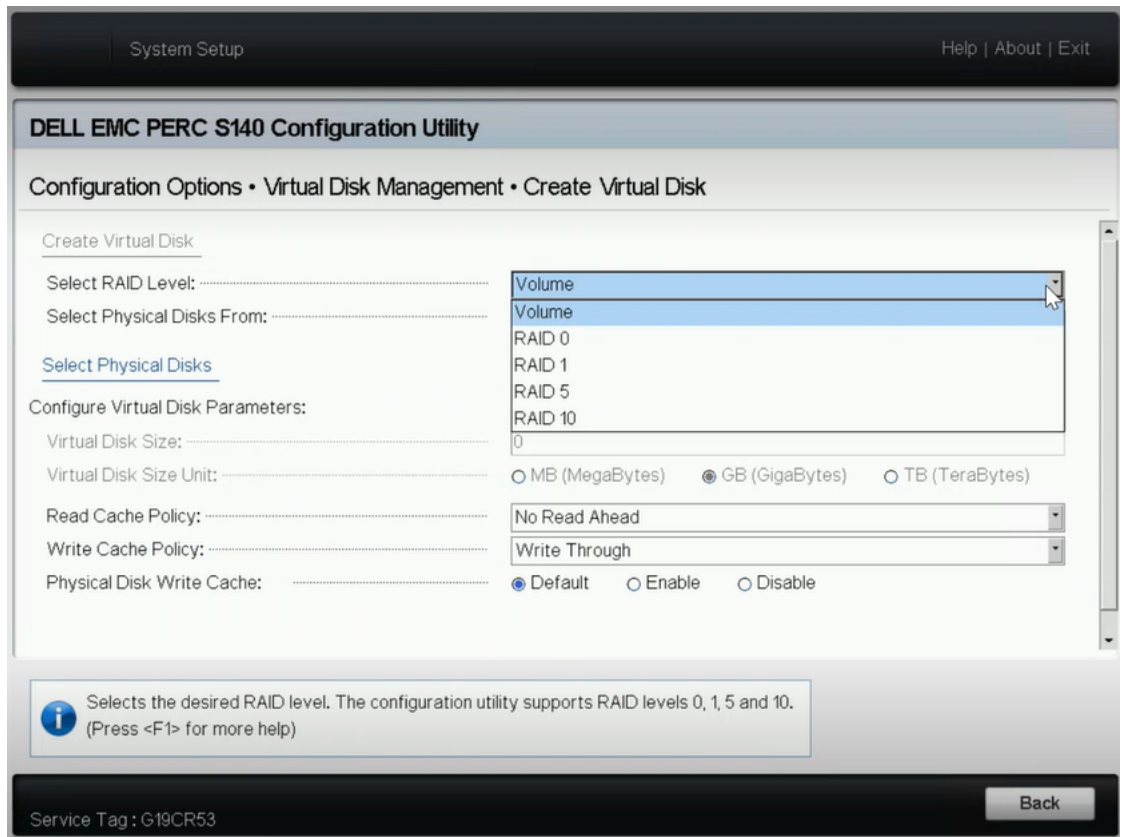 System Setup
Help | About | Exit
DELL EMC PERC S140 Configuration Utility
Configuration Options • Virtual Disk Management • Create Virtual Disk
Create Virtual Disk
Select RAID Level:
Volume
Select Physical Disks From:
Volume
RAID 0
RAID 1
RAID 5
RAID 10
Select Physical Disks
Configure Virtual Disk Parameters:
Virtual Disk Size:
0
Virtual Disk Size Unit:
MB (MegaBytes) GB (GigaBytes) TB (TeraBytes)
Read Cache Policy:
No Read Ahead
Write Cache Policy:
Write Through
Physical Disk Write Cache:
Default Enable Disable
Selects the desired RAID level. The configuration utility supports RAID levels 0, 1, 5 and 10.
(Press <F1> for more help)
Back
Service Tag : G19CR53